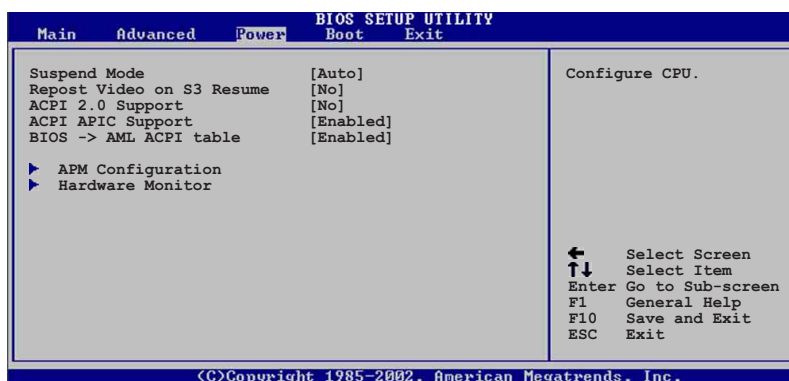 BIOS SETUP UTILITY
Main Advanced Power Boot Exit
Suspend Mode [Auto]
Repost Video on S3 Resume [No]
ACPI 2.0 Support [No]
ACPI APIC Support [Enabled]
BIOS -> AML ACPI table [Enabled]
APM Configuration
Hardware Monitor
Configure CPU.
← Select Screen
↑↓ Select Item
Enter Go to Sub-screen
F1 General Help
F10 Save and Exit
ESC Exit
(C)Copyright 1985-2002, American Megatrends, Inc.